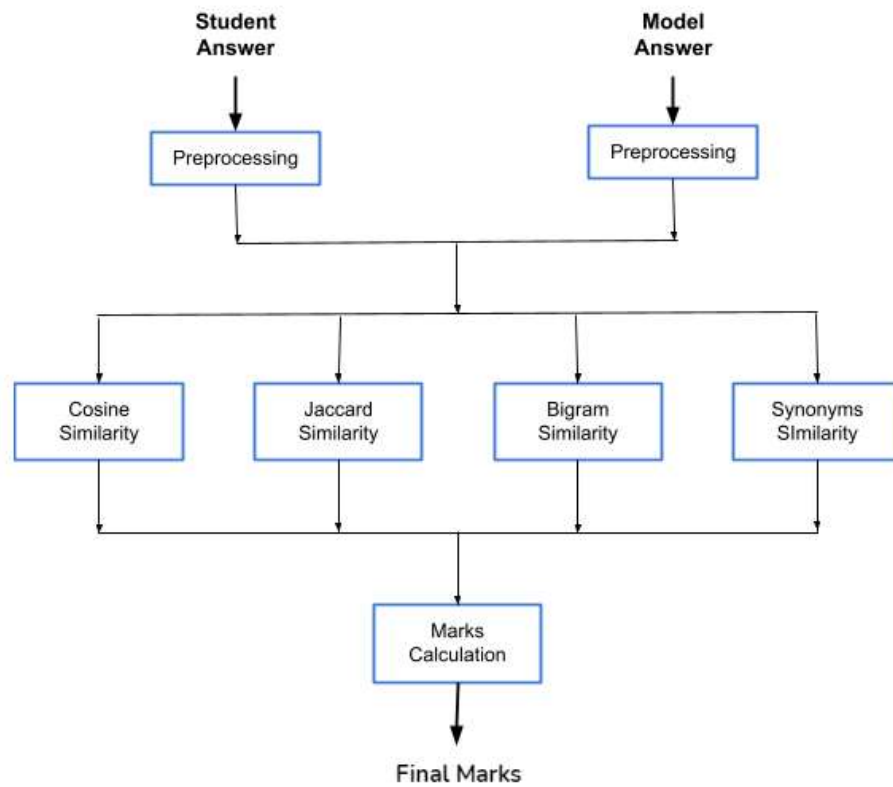 Student
Answer
Model
Answer
Preprocessing
Preprocessing
Cosine
Similarity
Jaccard
Similarity
Bigram
Similarity
Synonyms
SImilarity
Marks
Calculation
Final Marks